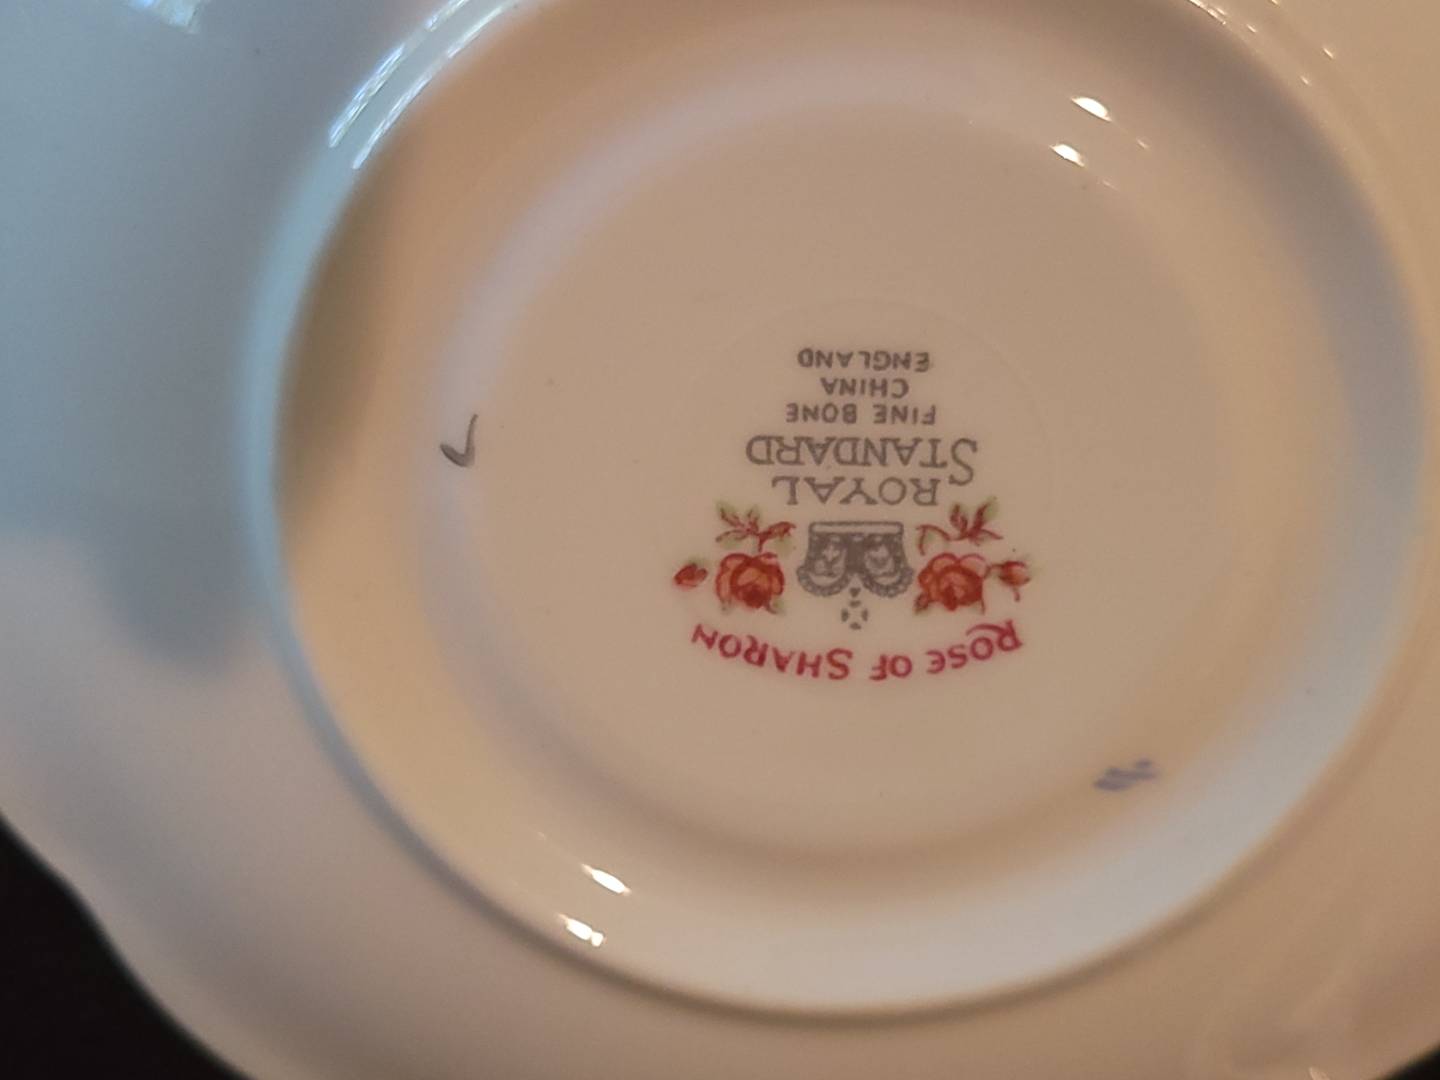 ROSE OF SHARON
ROYAL
STANDARD
FINE BONE
CHINA
ENGLAND